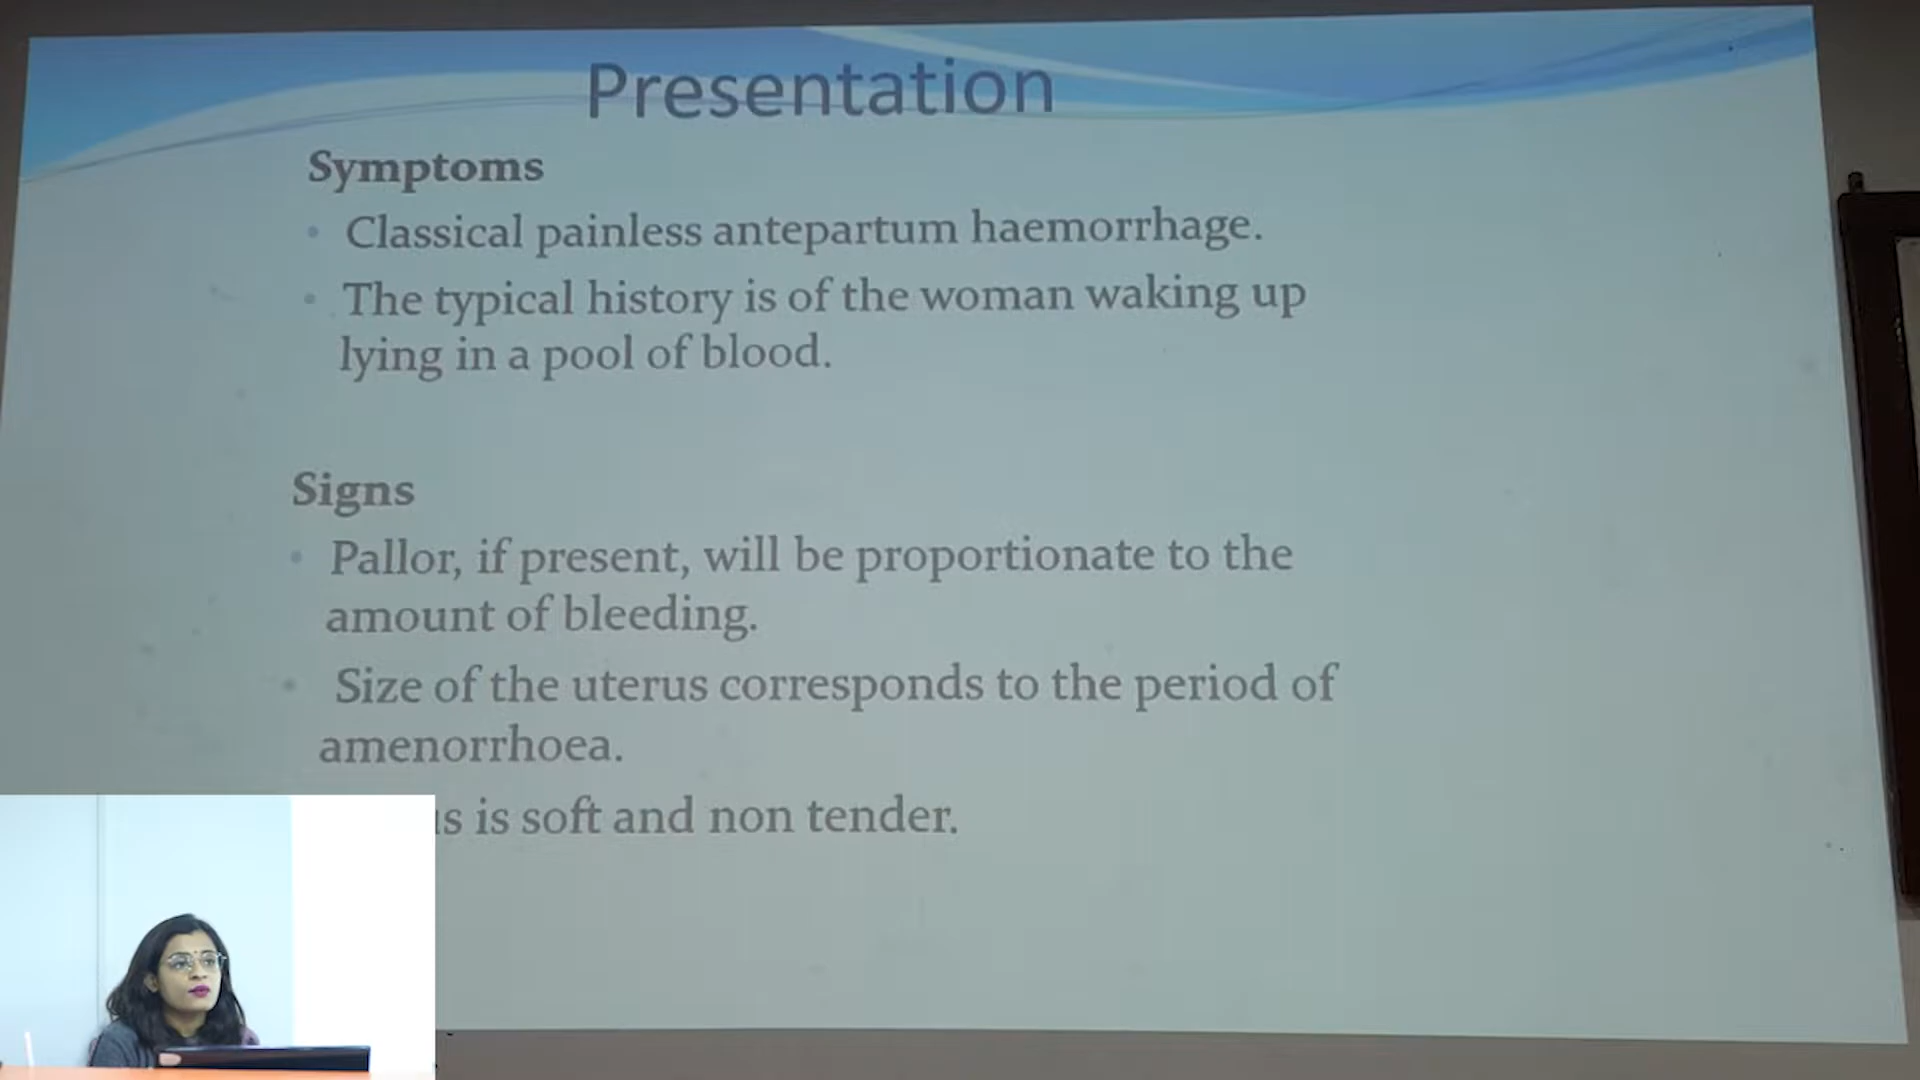 Presentation
Symptoms
• Classical painless antepartum haemorrhage.
• The typical history is of the woman waking up
lying in a pool of blood.
Signs
• Pallor, if present, will be proportionate to the
amount of bleeding.
• Size of the uterus corresponds to the period of
amenorrhoea.
is soft and non tender.